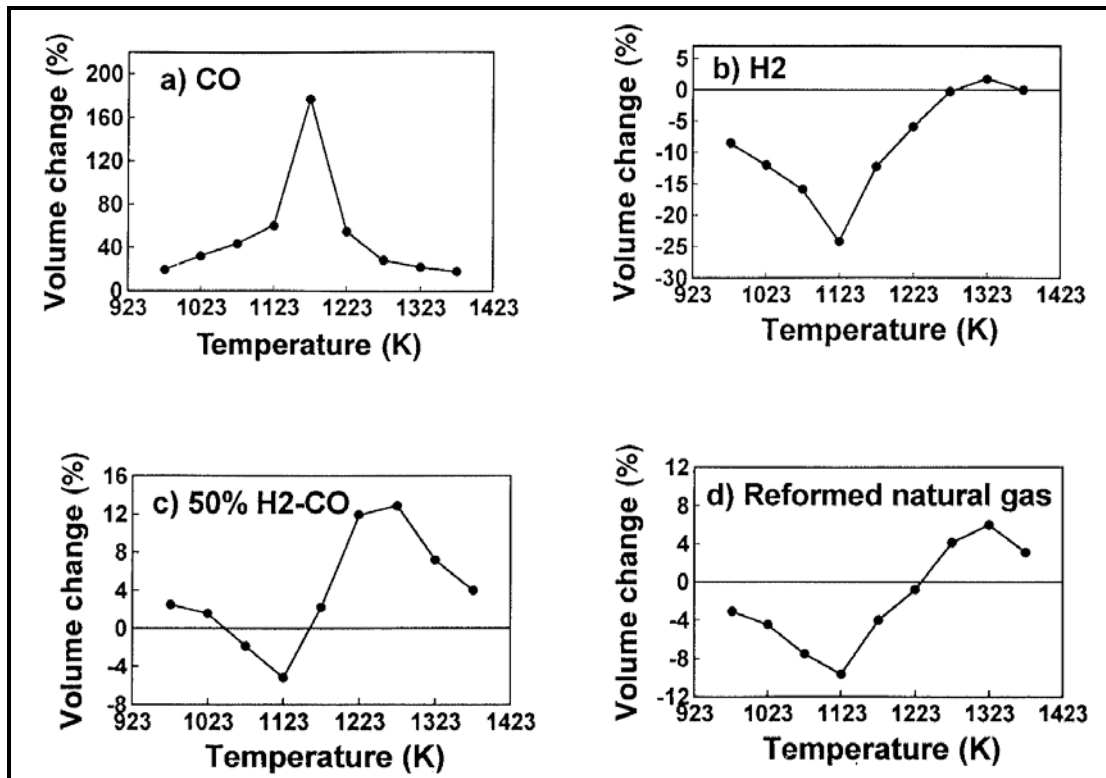 a) CO
Volume change (%)
200
160
120
80
40
0
923 1023 1123 1223 1323 1423
Temperature (K)
b) H2
Volume change (%)
5
0
-5
-10
-15
-20
-25
-30
923 1023 1123 1223 1323 1423
Temperature (K)
c) 50% H2-CO
Volume change (%)
16
12
8
4
0
-4
-8
923 1023 1123 1223 1323 1423
Temperature (K)
d) Reformed natural gas
Volume change (%)
12
8
4
0
-4
-8
-12
923 1023 1123 1223 1323 1423
Temperature (K)